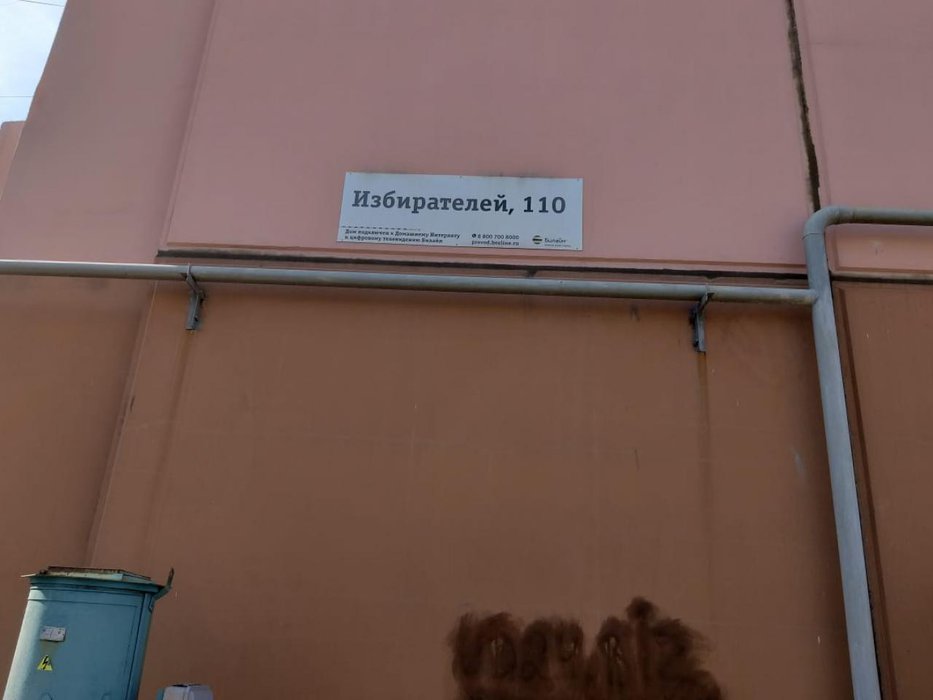 Избирателей, 110
Дом подключен к Домашнему Интернету
и цифровому телевидению Билайн
8 800 700 8000
provod.beeline.ru
Билайн